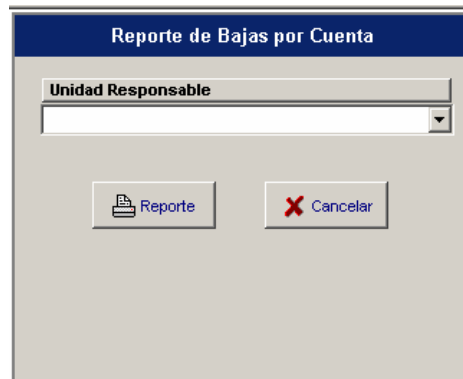 Reporte de Bajas por Cuenta
Unidad Responsable
Reporte
Cancelar